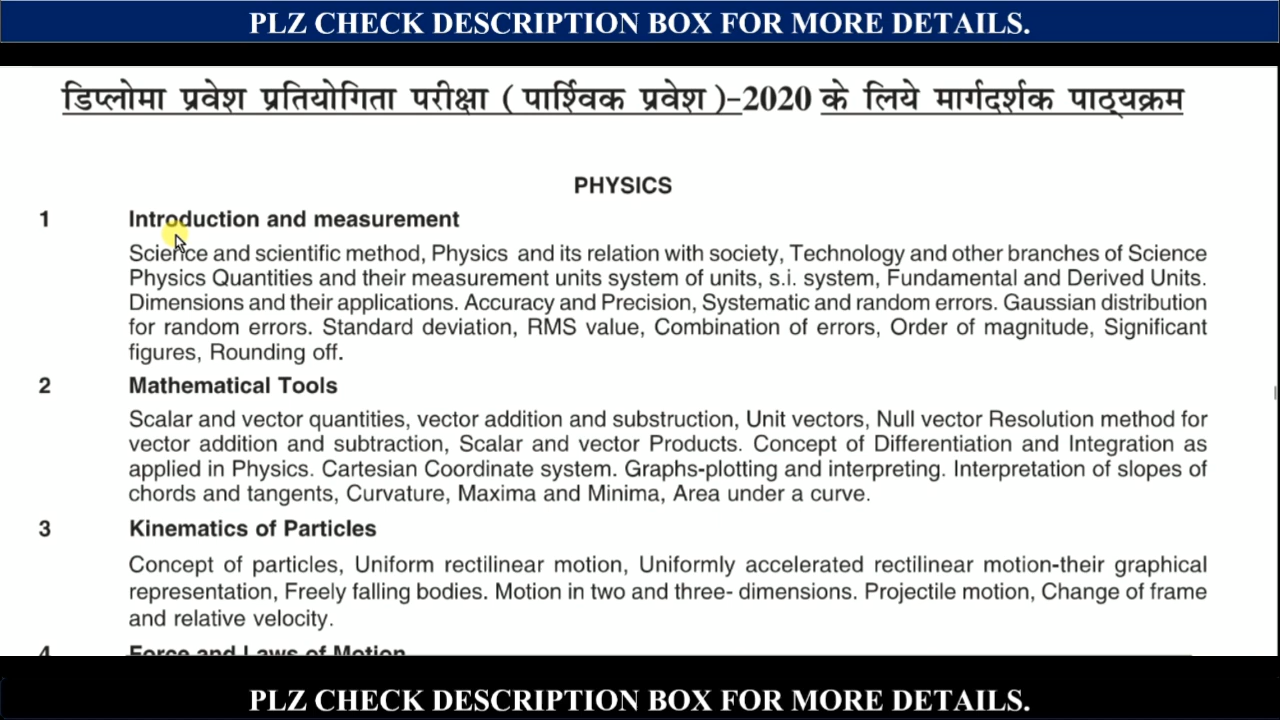 PLZ CHECK DESCRIPTION BOX FOR MORE DETAILS.
डिप्लोमा प्रवेश प्रतियोगिता परीक्षा ( पार्श्विक प्रवेश )-2020 के लिये मार्गदर्शक पाठ्यक्रम
PHYSICS
1 Introduction and measurement
Science and scientific method, Physics and its relation with society, Technology and other branches of Science
Physics Quantities and their measurement units system of units, s.i. system, Fundamental and Derived Units.
Dimensions and their applications. Accuracy and Precision, Systematic and random errors. Gaussian distribution
for random errors. Standard deviation, RMS value, Combination of errors, Order of magnitude, Significant
figures, Rounding off.
2 Mathematical Tools
Scalar and vector quantities, vector addition and substruction, Unit vectors, Null vector Resolution method for
vector addition and subtraction, Scalar and vector Products. Concept of Differentiation and Integration as
applied in Physics. Cartesian Coordinate system. Graphs-plotting and interpreting. Interpretation of slopes of
chords and tangents, Curvature, Maxima and Minima, Area under a curve.
3 Kinematics of Particles
Concept of particles, Uniform rectilinear motion, Uniformly accelerated rectilinear motion-their graphical
representation, Freely falling bodies. Motion in two and three- dimensions. Projectile motion, Change of frame
and relative velocity.
4 Force and Laws of Motion
PLZ CHECK DESCRIPTION BOX FOR MORE DETAILS.